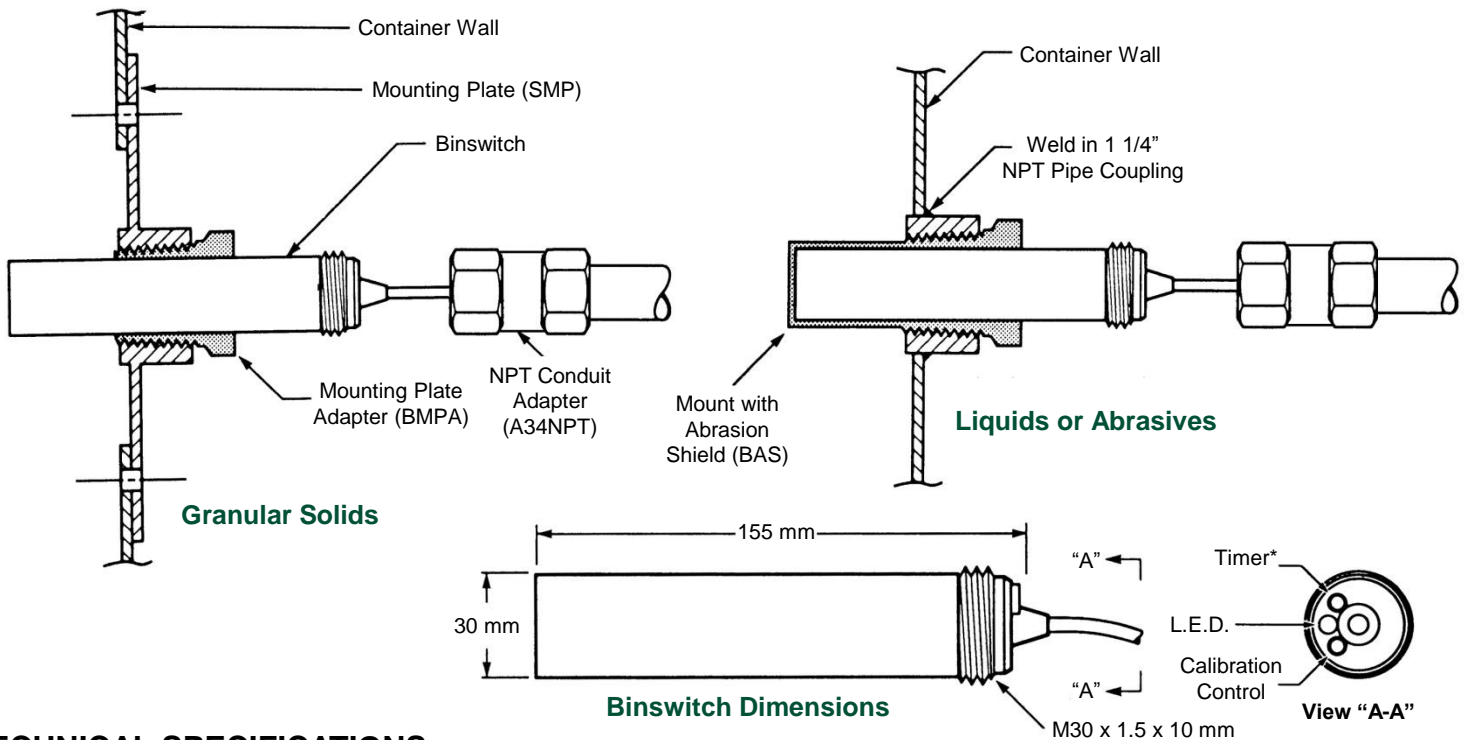 Container Wall
Mounting Plate (SMP)
Binswitch
Mounting Plate
Adapter (BMPA)
NPT Conduit
Adapter
(A34NPT)
Granular Solids
Container Wall
Weld in 1 1/4”
NPT Pipe Coupling
Mount with
Abrasion
Shield (BAS)
Liquids or Abrasives
155 mm
30 mm
“A”
“A”
Binswitch Dimensions
M30 x 1.5 x 10 mm
Timer*
L.E.D.
Calibration
Control
View “A-A”